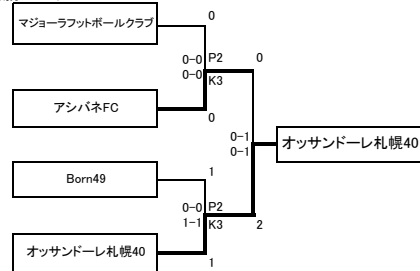 マジョーラフットボールクラブ
0
0-0 P2 0
0-0 K3
アシバネFC
0
0-1
0-1
オッサンドーレ札幌40
Born49
1
0-0 P2
1-1 K3 2
オッサンドーレ札幌40
1